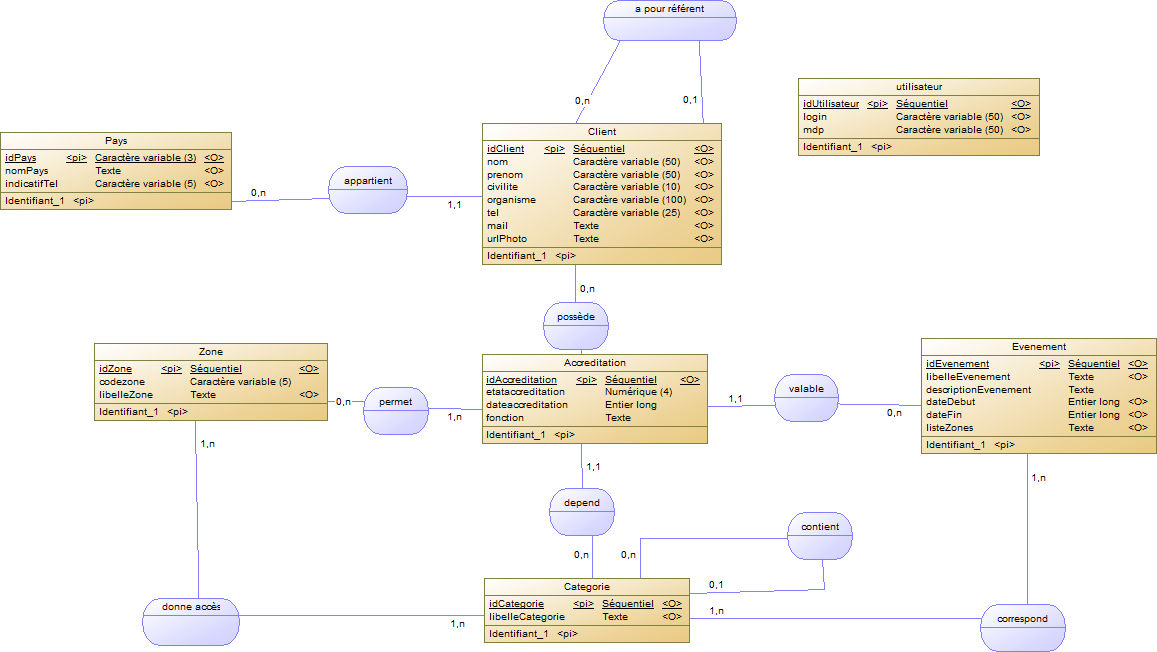 a pour référent
0,n
0,1
utilisateur
idUtilisateur <pi> Séquentiel <O>
login Caractère variable (50) <O>
mdp Caractère variable (50) <O>
Identifiant_1 <pi>
Pays
idPays <pi> Caractère variable (3) <O>
nomPays Texte <O>
indicatifTel Caractère variable (5) <O>
Identifiant_1 <pi>
0,n
appartient
1,1
Client
idClient <pi> Séquentiel <O>
nom Caractère variable (50) <O>
prenom Caractère variable (50) <O>
civilite Caractère variable (10) <O>
organisme Caractère variable (100) <O>
tel Caractère variable (25) <O>
mail Texte <O>
urlPhoto Texte <O>
Identifiant_1 <pi>
0,n
possède
Zone
idZone <pi> Séquentiel <O>
codezone Caractère variable (5)
libelleZone Texte <O>
Identifiant_1 <pi>
0,n
permet
1,n
Accreditation
idAccreditation <pi> Séquentiel <O>
etataccreditation Numérique (4)
dateaccreditation Entier long
fonction Texte
Identifiant_1 <pi>
1,1
valable
0,n
Evenement
idEvenement <pi> Séquentiel <O>
libelleEvenement Texte <O>
descriptionEvenement Texte
dateDebut Entier long <O>
dateFin Entier long <O>
listeZones Texte <O>
Identifiant_1 <pi>
1,n
1,1
1,n
depend
contient
0,n
0,n
0,1
Categorie
idCategorie <pi> Séquentiel <O>
libelleCategorie Texte <O>
Identifiant_1 <pi>
donne accès
1,n
1,n
correspond